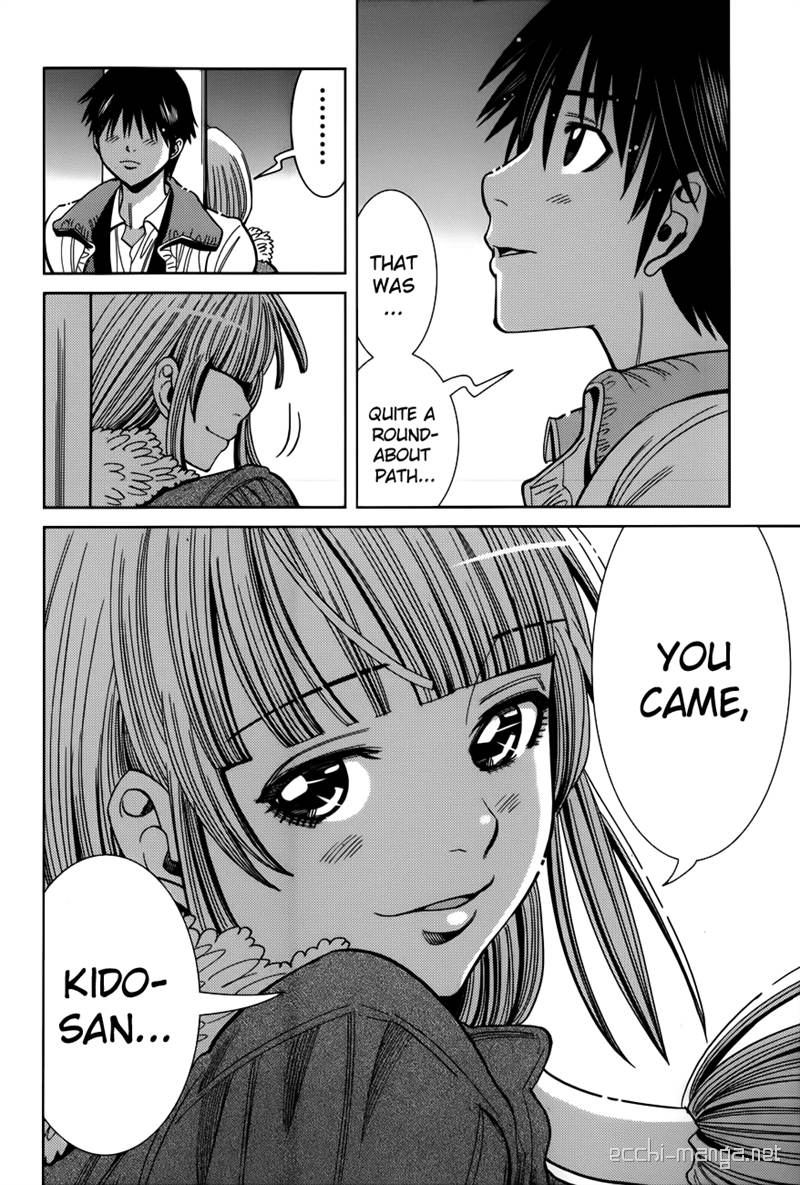 THAT
WAS
...
QUITE A
ROUND-
ABOUT
PATH...
........
YOU
CAME,
KIDO-
SAN...
ecchi-manga.net